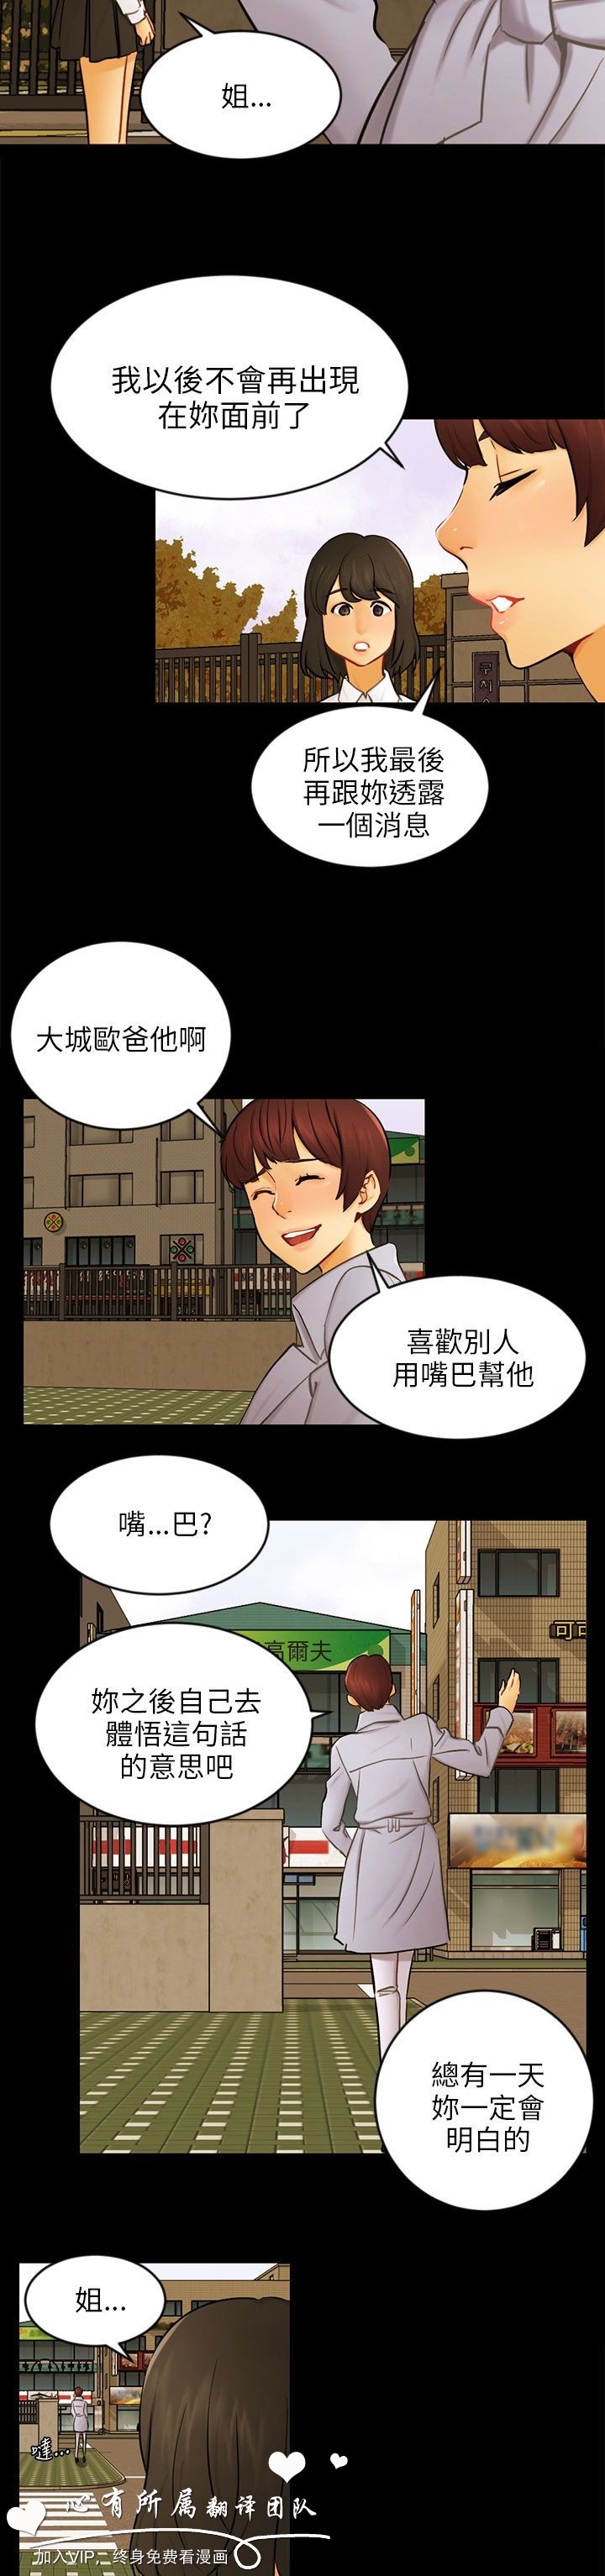 姐...
我以後不會再出現
在妳面前了
구치소
所以我最後
再跟妳透露
一個消息
大城歐爸他啊
喜歡別人
用嘴巴幫他
嘴...巴?
高爾夫
可可
妳之後自己去
體悟這句話
的意思吧
總有一天
妳一定會
明白的
姐...
噠...
心有所属翻译团队
加入VIP，终身免费看漫画